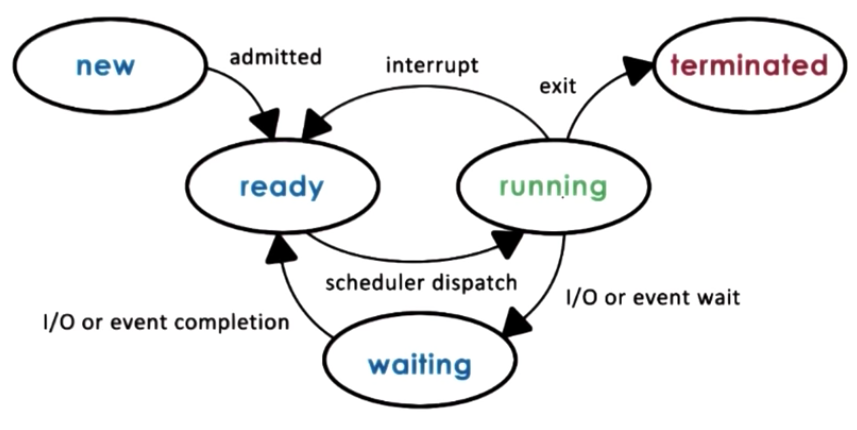 new
admitted
interrupt
exit
terminated
ready
running
scheduler dispatch
I/O or event wait
I/O or event completion
waiting